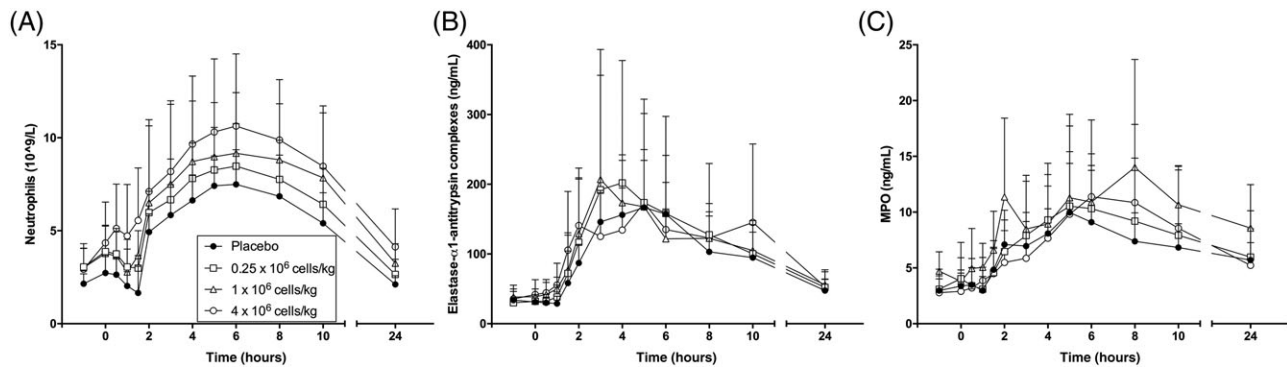 (A)
15
10
5
0
Neutrophils (10^9/L)
Placebo
0.25 x 10⁶ cells/kg
1 x 10⁶ cells/kg
4 x 10⁶ cells/kg
0 2 4 6 8 10 24
Time (hours)
(B)
400
300
200
100
0
Elastase-α1-antitrypsin complexes (ng/mL)
0 2 4 6 8 10 24
Time (hours)
(C)
25
20
15
10
5
0
MPO (ng/mL)
0 2 4 6 8 10 24
Time (hours)